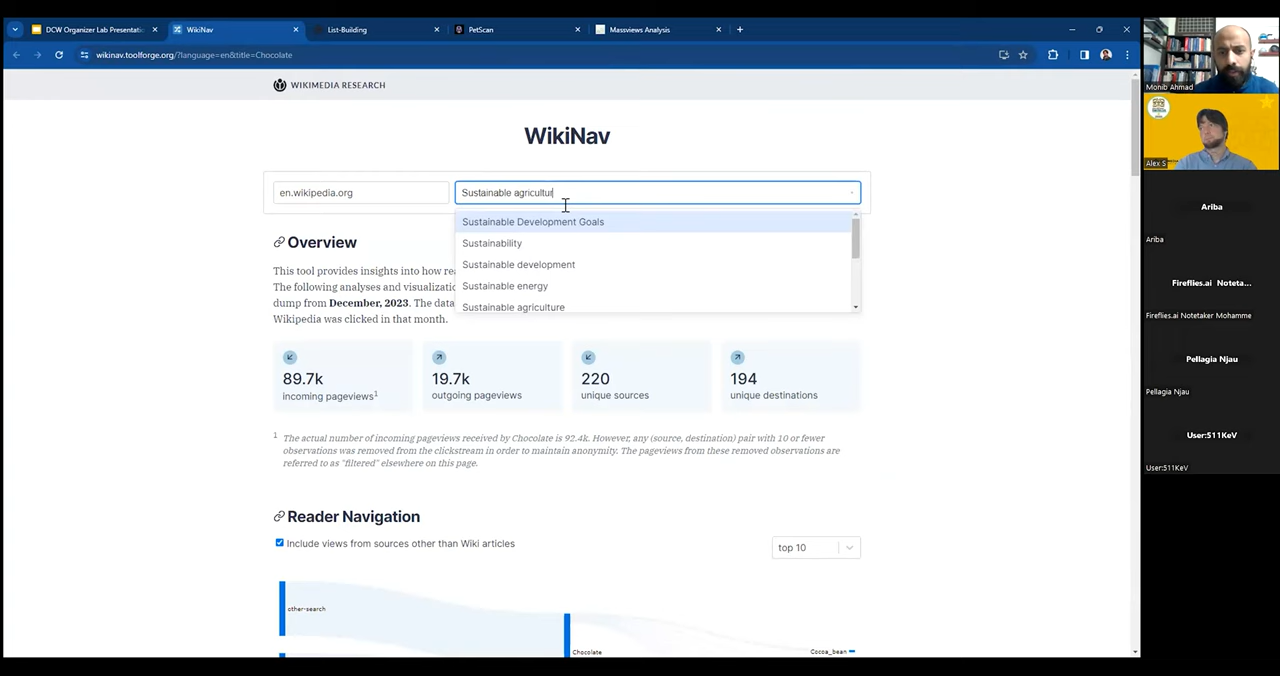 DCW Organizer Lab Presentatic
WikiNav
List-Building
PetScan
Massviews Analysis
wikinav.toolforge.org/?language=en&title=Chocolate
WIKIMEDIA RESEARCH
WikiNav
en.wikipedia.org
Sustainable agricultur
Sustainable Development Goals
Sustainability
Sustainable development
Sustainable energy
Sustainable agriculture
Overview
This tool provides insights into how rea
The following analyses and visualizatio
dump from December, 2023. The data
Wikipedia was clicked in that month.
89.7k
incoming pageviews1
19.7k
outgoing pageviews
220
unique sources
194
unique destinations
1 The actual number of incoming pageviews received by Chocolate is 92.4k. However, any (source, destination) pair with 10 or fewer
observations was removed from the clickstream in order to maintain anonymity. The pageviews from these removed observations are
referred to as "filtered" elsewhere on this page.
Reader Navigation
Include views from sources other than Wiki articles
top 10
other-search
Chocolate
Cocoa_bean
Monib Ahmad
Alex S
Ariba
Ariba
Fireflies.ai Noteta...
Fireflies.ai Notetaker Mohamme
Pellagia Njau
Pellagia Njau
User:511KeV
User:511KeV